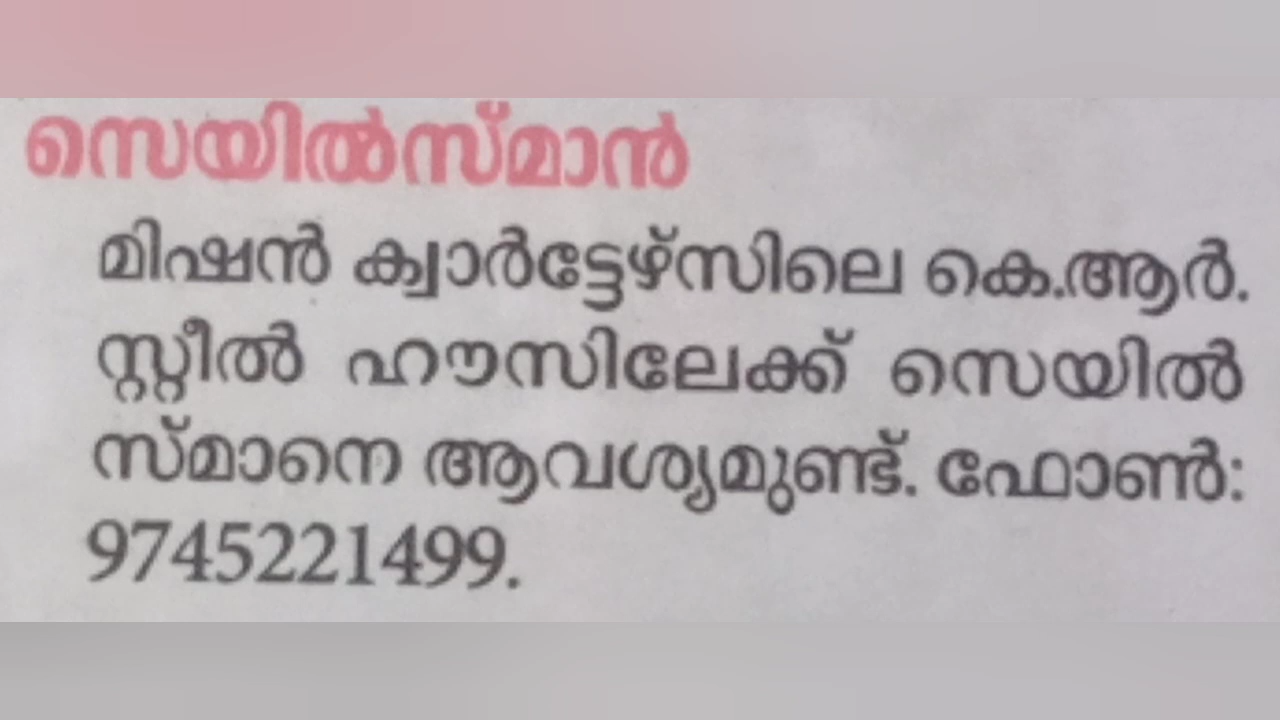 സെയിൽസ്മാൻ
മിഷൻ ക്വാർട്ടേഴ്സിലെ കെ.ആർ.
സ്റ്റീൽ ഹൗസിലേക്ക് സെയിൽ
സ്മാനെ ആവശ്യമുണ്ട്. ഫോൺ:
9745221499.